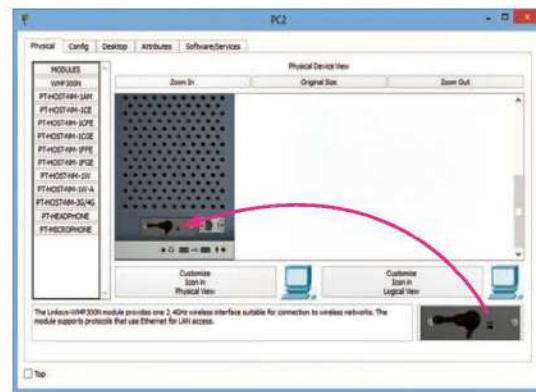 PC2
Physical Config Desktop Attributes Software/Services
MODULES
WMP300N
PT-HOST-NM-1AM
PT-HOST-NM-1CE
PT-HOST-NM-1CFE
PT-HOST-NM-1CGE
PT-HOST-NM-1FFE
PT-HOST-NM-1FGE
PT-HOST-NM-1W
PT-HOST-NM-1W-A
PT-HOST-NM-3G/4G
PT-HEADPHONE
PT-MICROPHONE
Physical Device View
Zoom In Original Size Zoom Out
Customize
Icon in
Physical View
Customize
Icon in
Logical View
The Linksys-WMP300N module provides one 2.4GHz wireless interface suitable for connection to wireless networks. The
module supports protocols that use Ethernet for LAN access.
Top